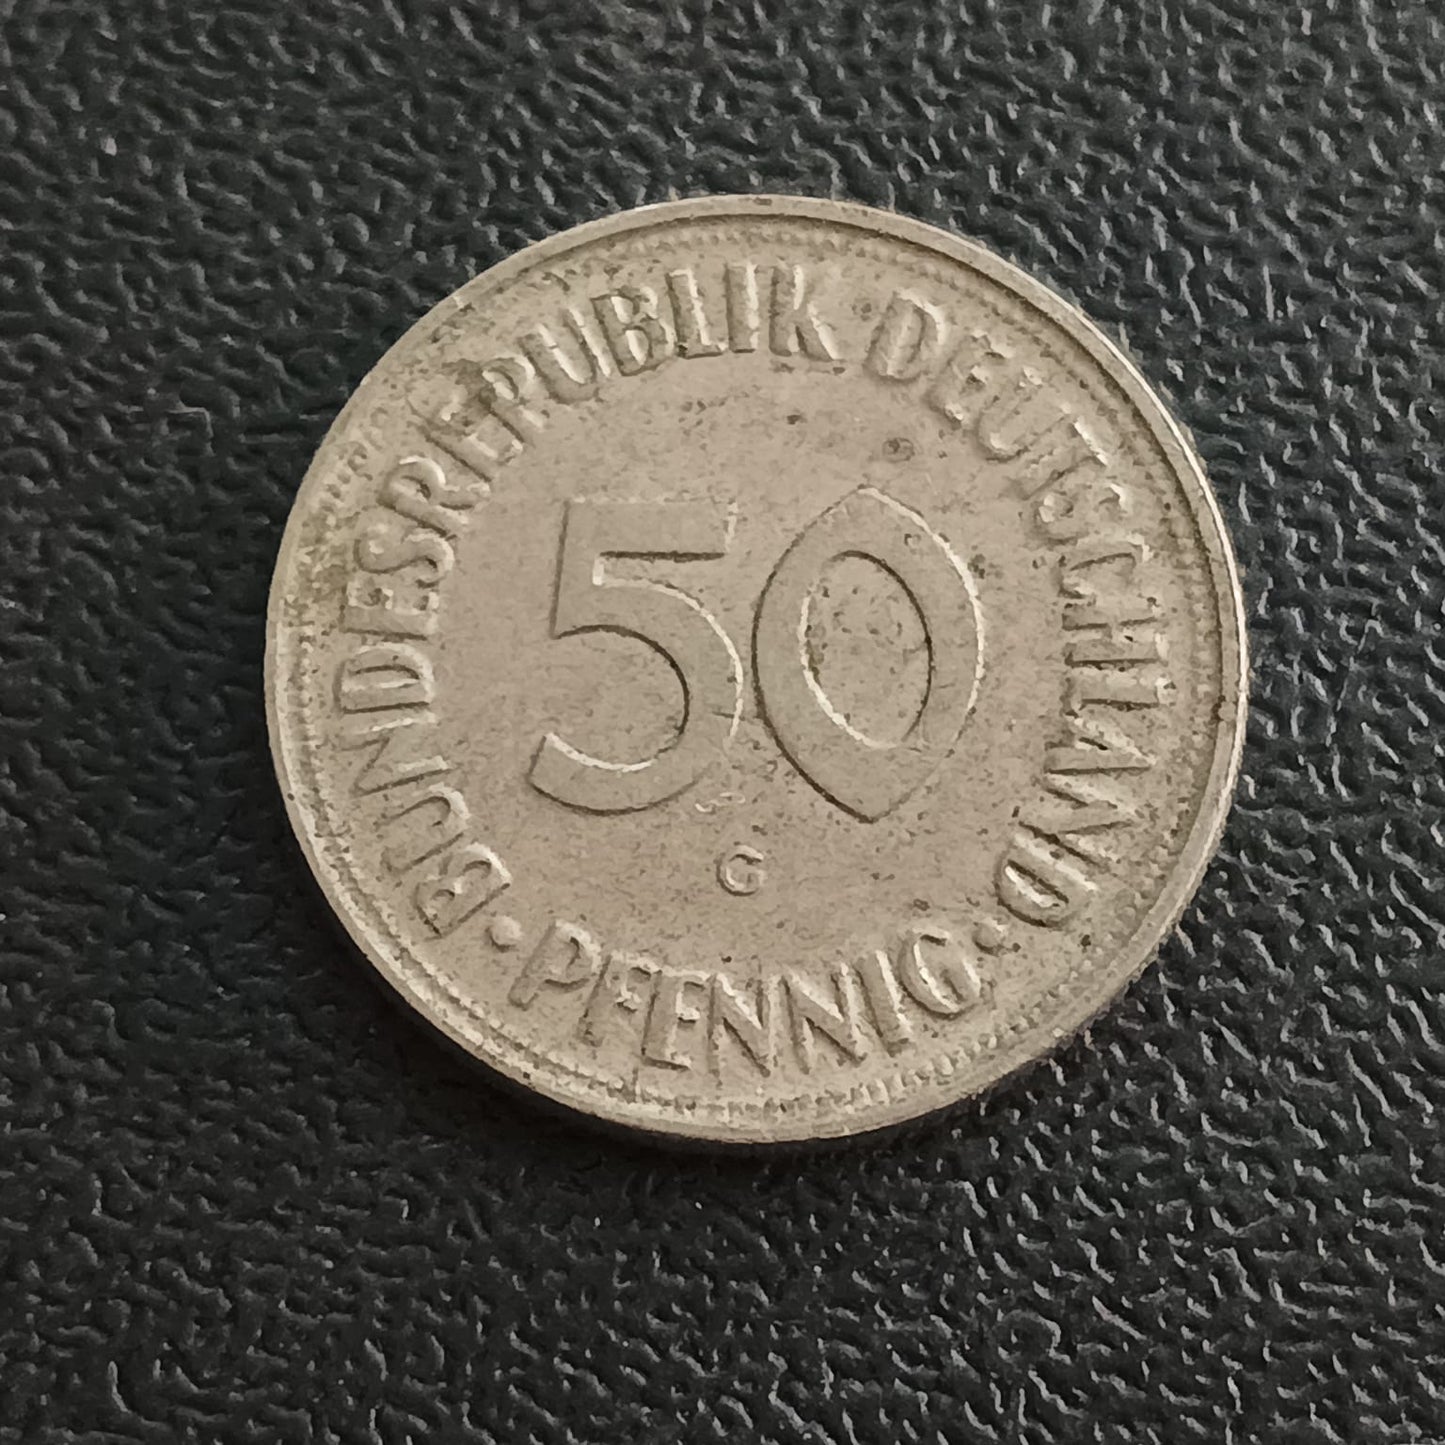 BUNDESREPUBLIK DEUTSCHLAND
50
G
· PFENNIG ·